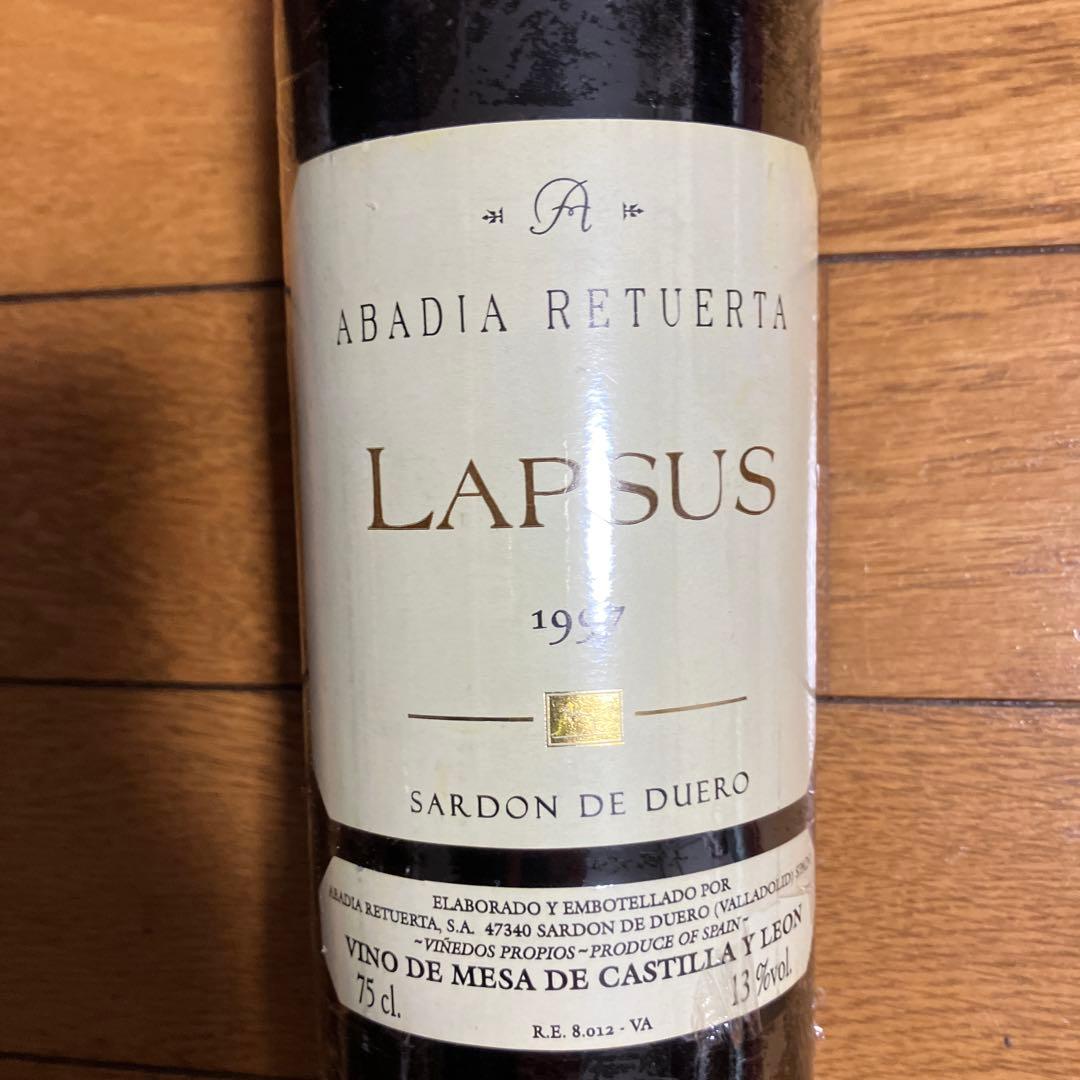 A
ABADIA RETUERTA
LAPSUS
1997
SARDON DE DUERO
ELABORADO Y EMBOTELLADO POR
ABADIA RETUERTA, S.A. 47340 SARDON DE DUERO (VALLADOLID)
~VIÑEDOS PROPIOS~PRODUCE OF SPAIN~
VINO DE MESA DE CASTILLA Y LEON
75 cl. 13 %vol.
R.E. 8.012 - VA